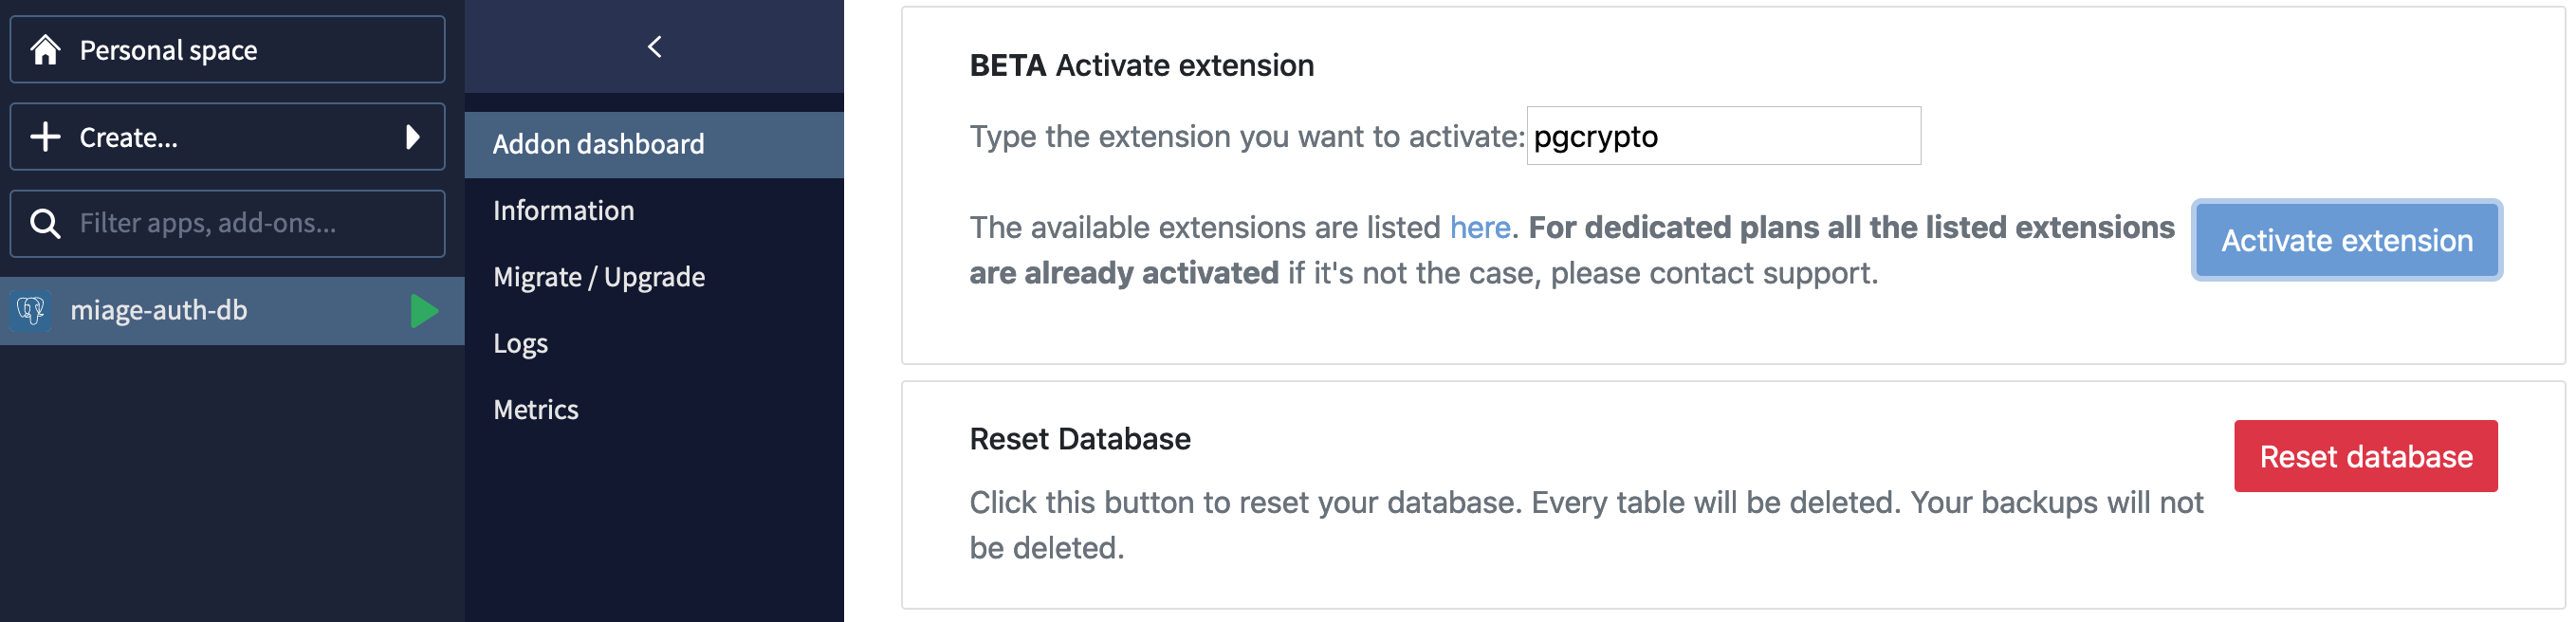 Personal space
Create...
Filter apps, add-ons...
miage-auth-db
Addon dashboard
Information
Migrate / Upgrade
Logs
Metrics
BETA Activate extension
Type the extension you want to activate: pgcrypto
The available extensions are listed here. For dedicated plans all the listed extensions
are already activated if it's not the case, please contact support.
Activate extension
Reset Database
Click this button to reset your database. Every table will be deleted. Your backups will not
be deleted.
Reset database